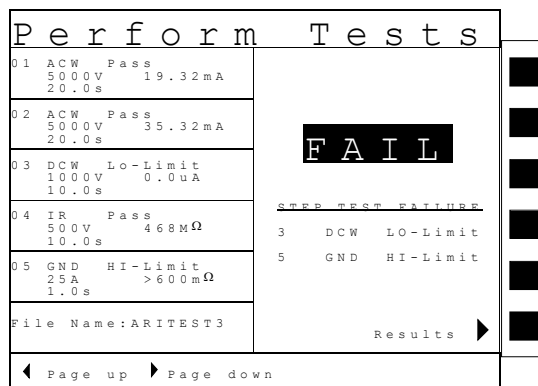 Perform Tests
01 ACW Pass
5000V 19.32mA
20.0s
02 ACW Pass
5000V 35.32mA
20.0s
03 DCW Lo-Limit
1000V 0.0uA
10.0s
04 IR Pass
500V 468MΩ
10.0s
05 GND HI-Limit
25A >600mΩ
1.0s
File Name:ARITEST3
FAIL
STEP TEST FAILURE
3 DCW LO-Limit
5 GND HI-Limit
Results
Page up Page down